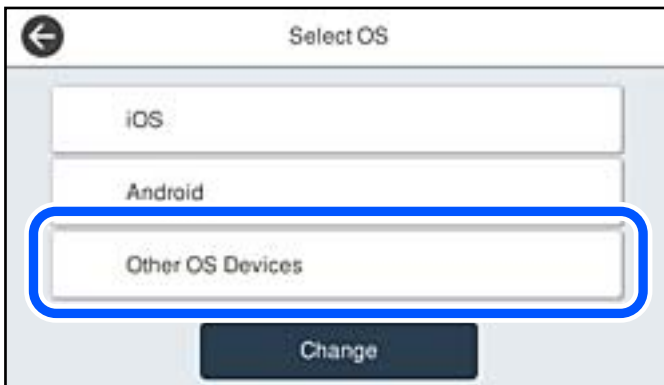 Select OS
iOS
Android
Other OS Devices
Change